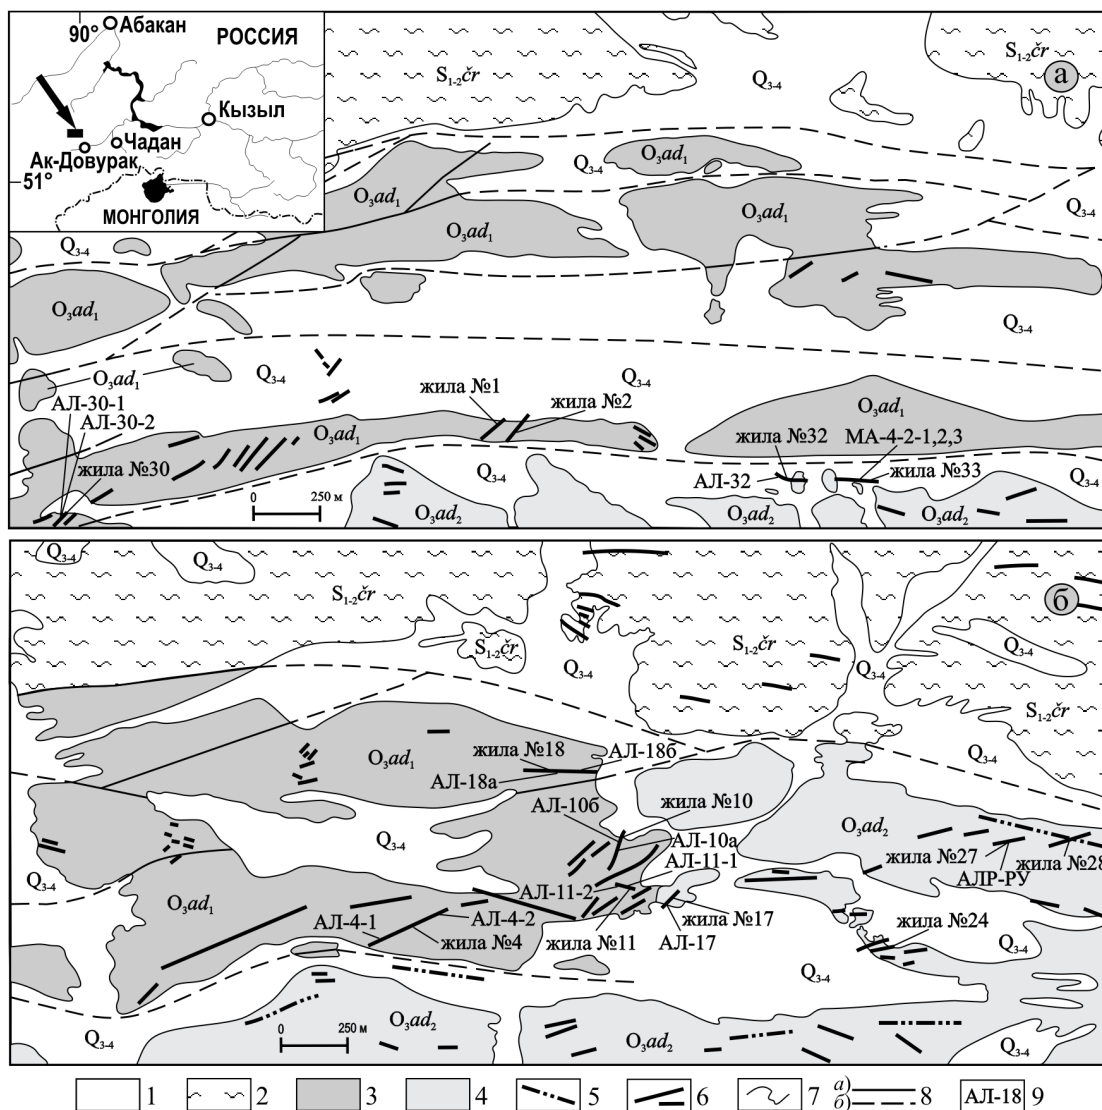 90°
Абакан
РОССИЯ
Кызыл
Чадан
Ак-Довурак
51°
МОНГОЛИЯ
S₁₋₂čr
Q₃₋₄
S₁₋₂čr
а
O₃ad₁
Q₃₋₄
O₃ad₁
O₃ad₁
O₃ad₁
Q₃₋₄
Q₃₋₄
O₃ad₁
Q₃₋₄
O₃ad₁
Q₃₋₄
Q₃₋₄
АЛ-30-1
АЛ-30-2
жила №30
O₃ad₁
жила №1
жила №2
O₃ad₁
жила №32
МА-4-2-1,2,3
АЛ-32
жила №33
Q₃₋₄
Q₃₋₄
O₃ad₂
O₃ad₂
O₃ad₂
0 250 м
Q₃₋₄
Q₃₋₄
S₁₋₂čr
S₁₋₂čr
S₁₋₂čr
б
Q₃₋₄
Q₃₋₄
Q₃₋₄
S₁₋₂čr
Q₃₋₄
O₃ad₁
жила №18
АЛ-18б
АЛ-18а
АЛ-10б
жила №10
АЛ-10а
АЛ-11-1
O₃ad₂
Q₃₋₄
Q₃₋₄
жила №27
жила №28
АЛР-РУ
O₃ad₁
АЛ-11-2
АЛ-4-1
АЛ-4-2
жила №4
жила №11
жила №17
АЛ-17
жила №24
Q₃₋₄
Q₃₋₄
0 250 м
O₃ad₂
O₃ad₂
Q₃₋₄
Q₃₋₄
1 2 3 4 5 6 7 а) б) 8 АЛ-18 9